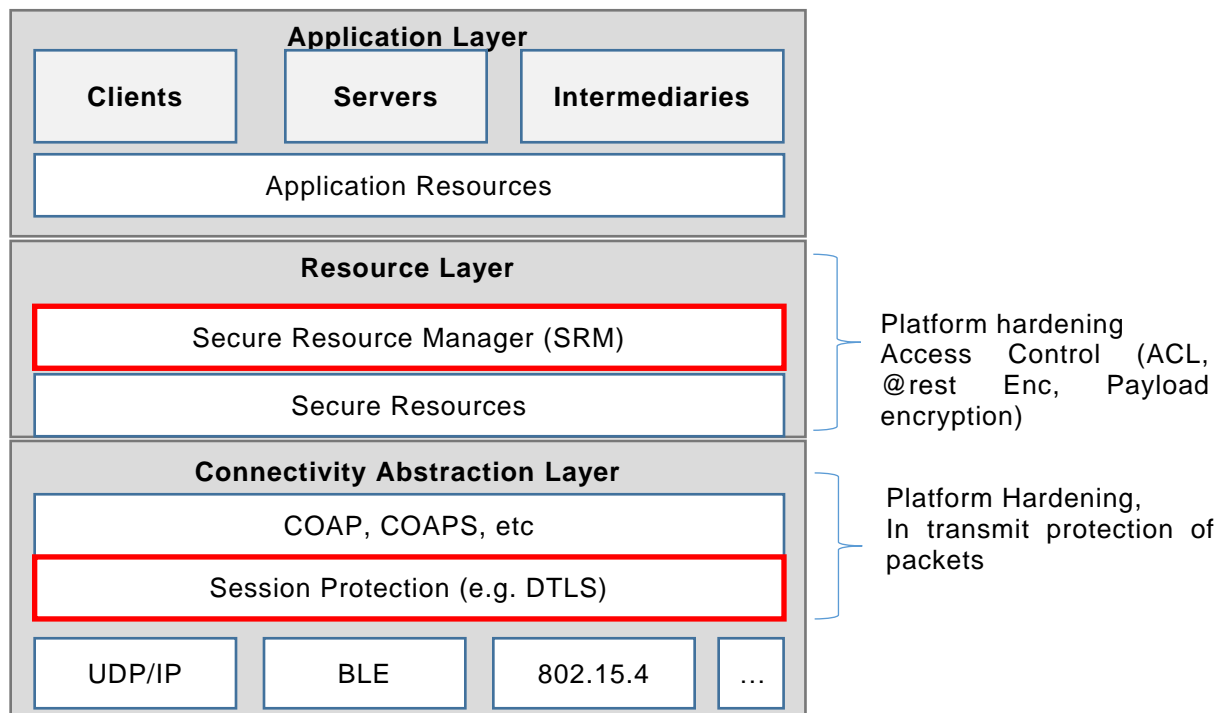 Application Layer
Clients
Servers
Intermediaries
Application Resources
Resource Layer
Secure Resource Manager (SRM)
Secure Resources
Platform hardening
Access Control (ACL,
@rest Enc, Payload
encryption)
Connectivity Abstraction Layer
COAP, COAPS, etc
Session Protection (e.g. DTLS)
Platform Hardening,
In transmit protection of
packets
UDP/IP
BLE
802.15.4
…